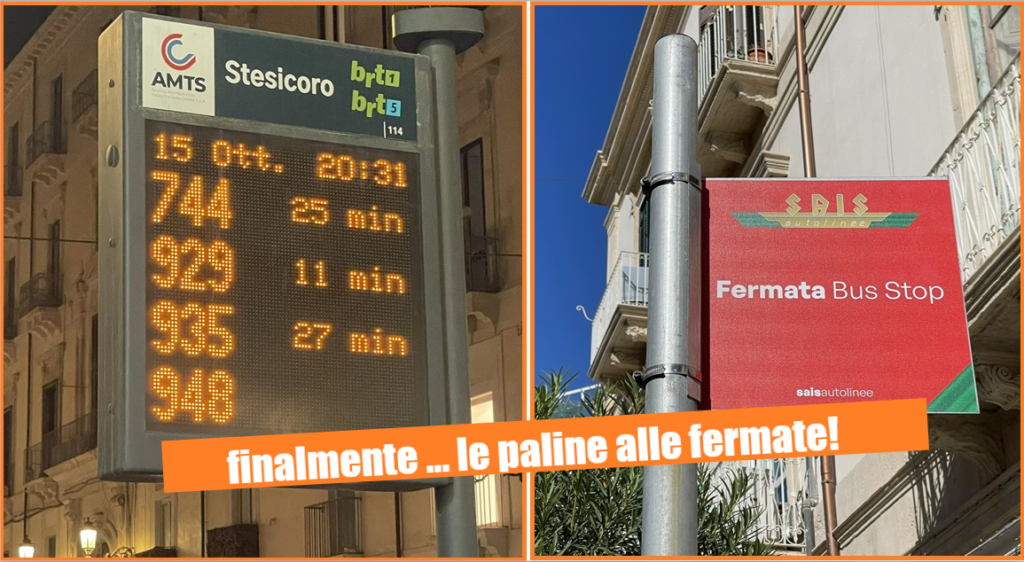 AMTS
Stesicoro
brt1
brt5
114
15 Ott. 20:31
744 25 min
929 11 min
935 27 min
948
SAIS
autolinee
Fermata Bus Stop
saisautolinee
finalmente ... le paline alle fermate!